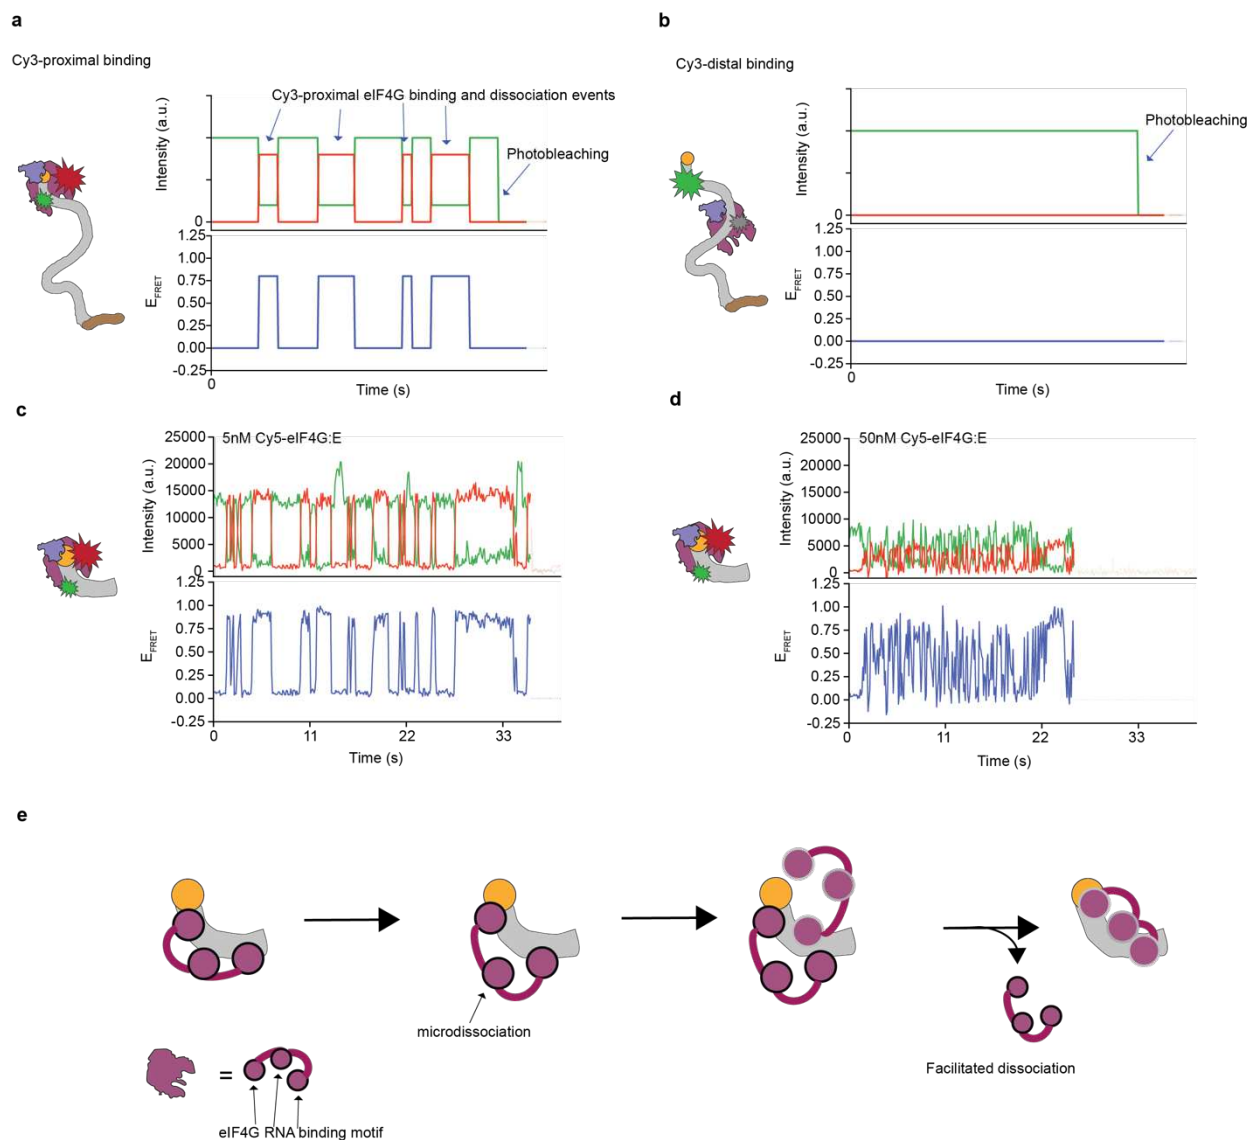 a
Cy3-proximal binding
Intensity (a.u.)
Cy3-proximal eIF4G binding and dissociation events
Photobleaching
0
E_FRET
1.25
1.00
0.75
0.50
0.25
0.00
-0.25
0
Time (s)
b
Cy3-distal binding
Intensity (a.u.)
Photobleaching
0
E_FRET
1.25
1.00
0.75
0.50
0.25
0.00
-0.25
0
Time (s)
c
5nM Cy5-eIF4G:E
Intensity (a.u.)
25000
20000
15000
10000
5000
0
E_FRET
1.25
1.00
0.75
0.50
0.25
0.00
-0.25
0 11 22 33
Time (s)
d
50nM Cy5-eIF4G:E
Intensity (a.u.)
25000
20000
15000
10000
5000
0
E_FRET
1.25
1.00
0.75
0.50
0.25
0.00
-0.25
0 11 22 33
Time (s)
e
microdissociation
Facilitated dissociation
=
eIF4G RNA binding motif